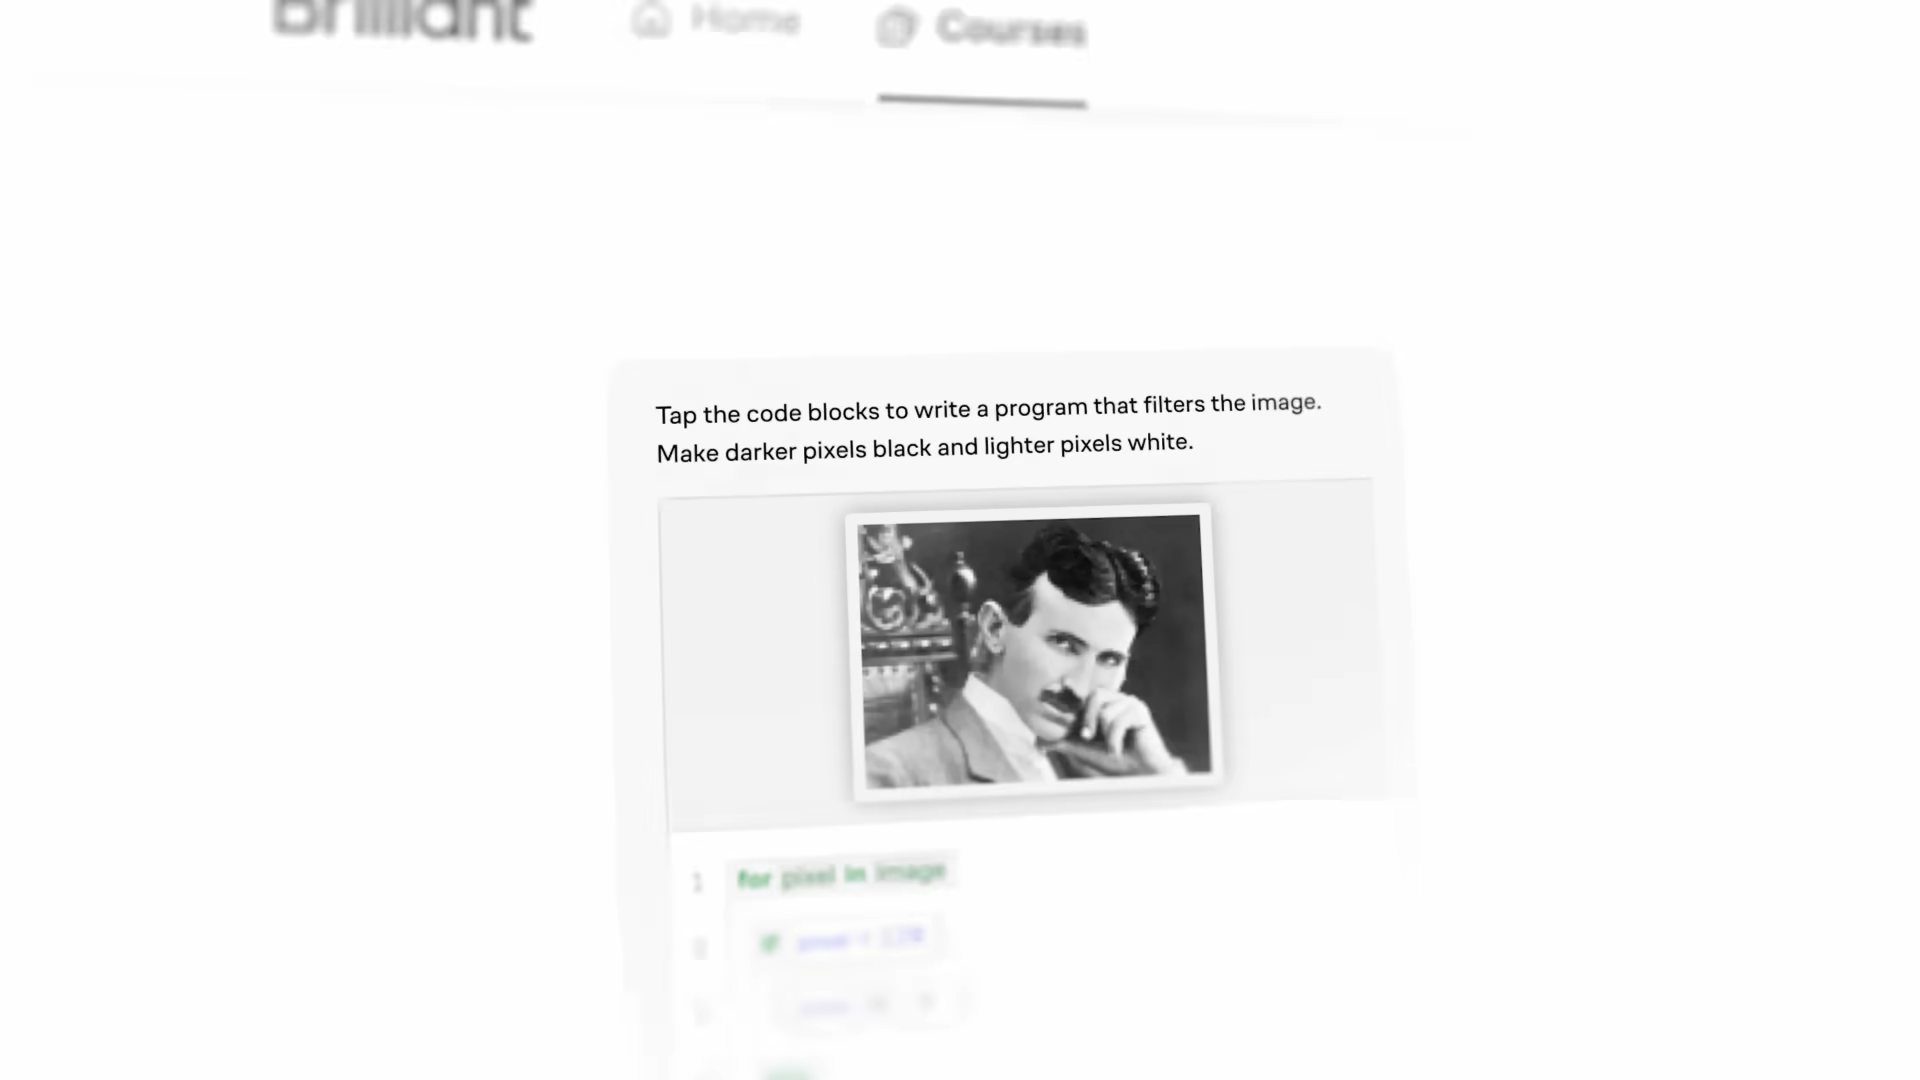 Brilliant
Home
Courses
Tap the code blocks to write a program that filters the image.
Make darker pixels black and lighter pixels white.
1
for pixel in image